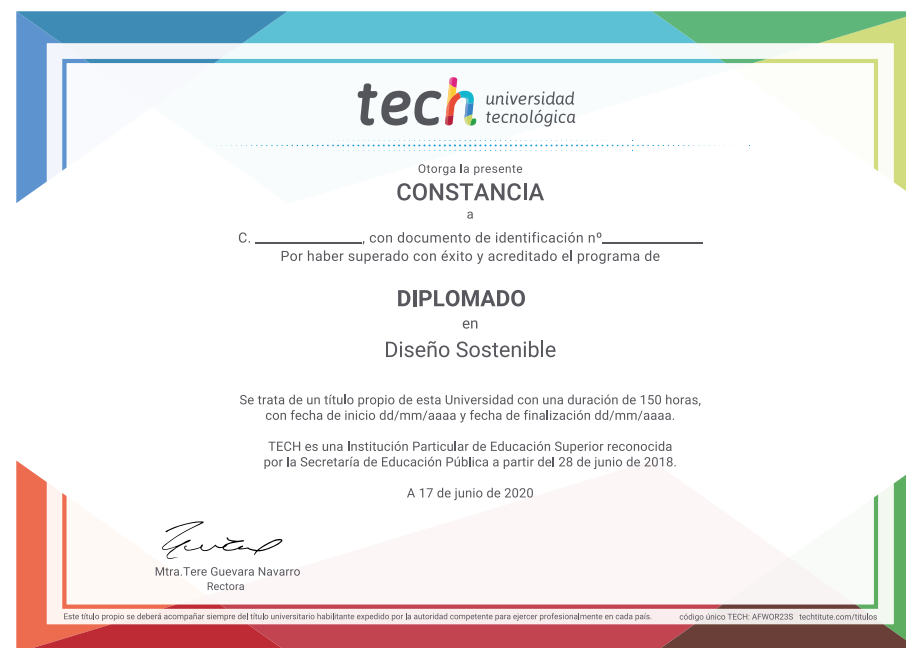 tech universidad
tecnológica
Otorga la presente
CONSTANCIA
a
C. ____________, con documento de identificación nº____________
Por haber superado con éxito y acreditado el programa de
DIPLOMADO
en
Diseño Sostenible
Se trata de un título propio de esta Universidad con una duración de 150 horas,
con fecha de inicio dd/mm/aaaa y fecha de finalización dd/mm/aaaa.
TECH es una Institución Particular de Educación Superior reconocida
por la Secretaría de Educación Pública a partir del 28 de junio de 2018.
A 17 de junio de 2020
Mtra.Tere Guevara Navarro
Rectora
Este título propio se deberá acompañar siempre del título universitario habilitante expedido por la autoridad competente para ejercer profesionalmente en cada país. código único TECH: AFWOR23S techtitute.com/titulos